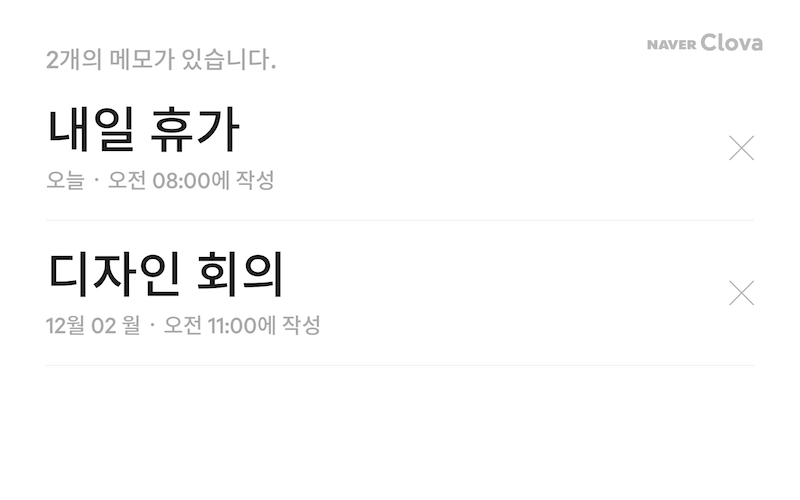 NAVER Clova
2개의 메모가 있습니다.
내일 휴가
오늘 · 오전 08:00에 작성
디자인 회의
12월 02 월 · 오전 11:00에 작성